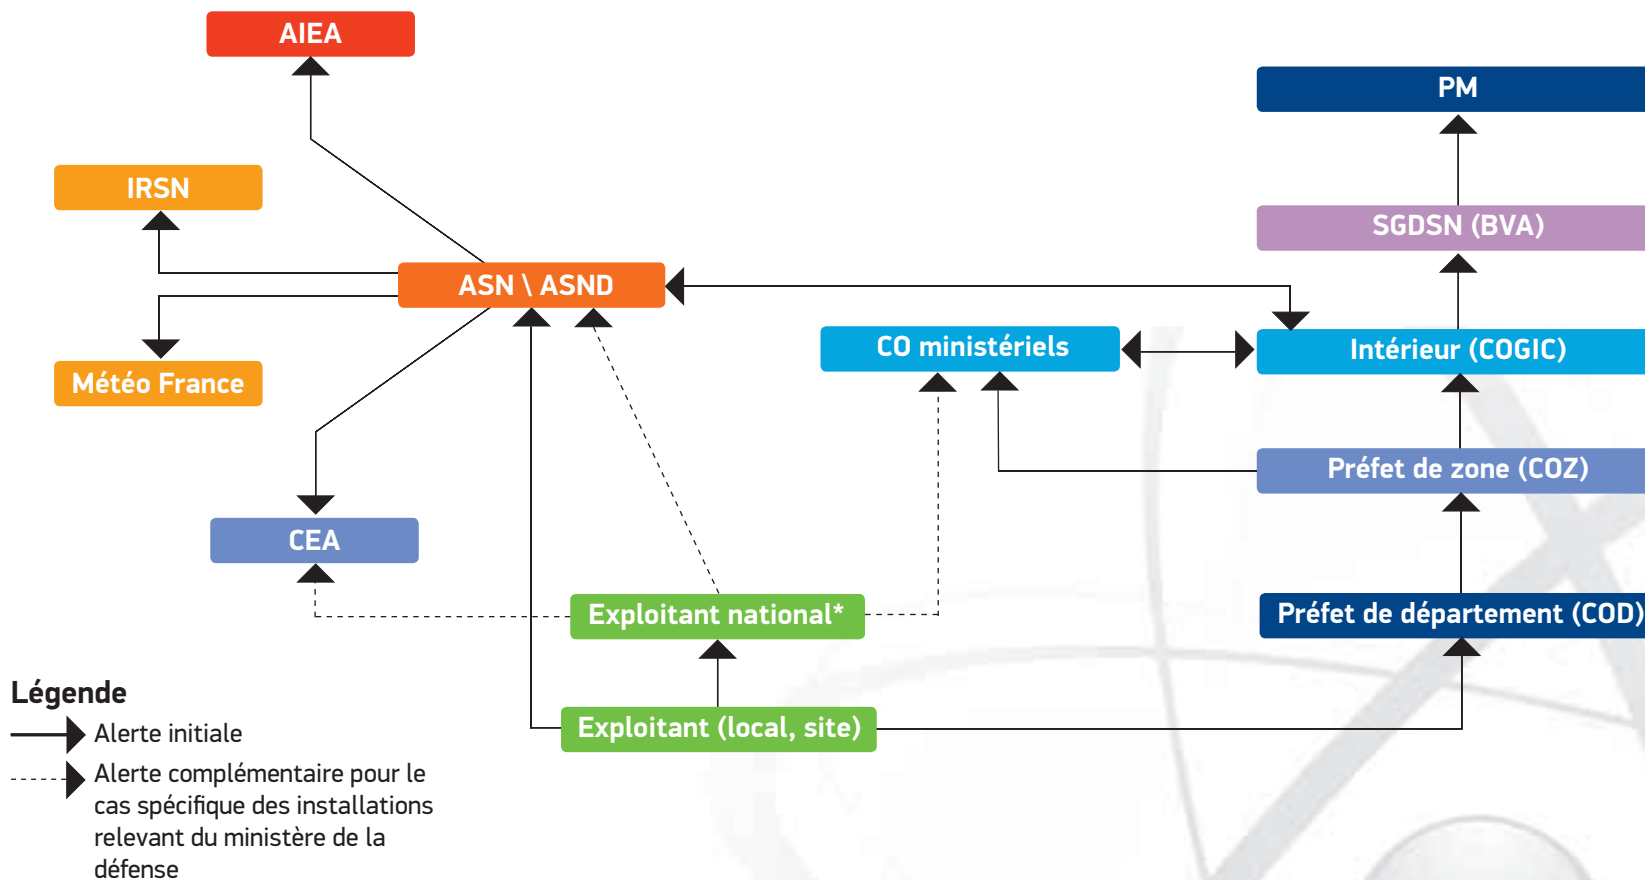 AIEA
PM
IRSN
SGDSN (BVA)
ASN \ ASND
CO ministériels
Intérieur (COGIC)
Météo France
Préfet de zone (COZ)
CEA
Exploitant national*
Préfet de département (COD)
Exploitant (local, site)
Légende
Alerte initiale
Alerte complémentaire pour le
cas spécifique des installations
relevant du ministère de la
défense